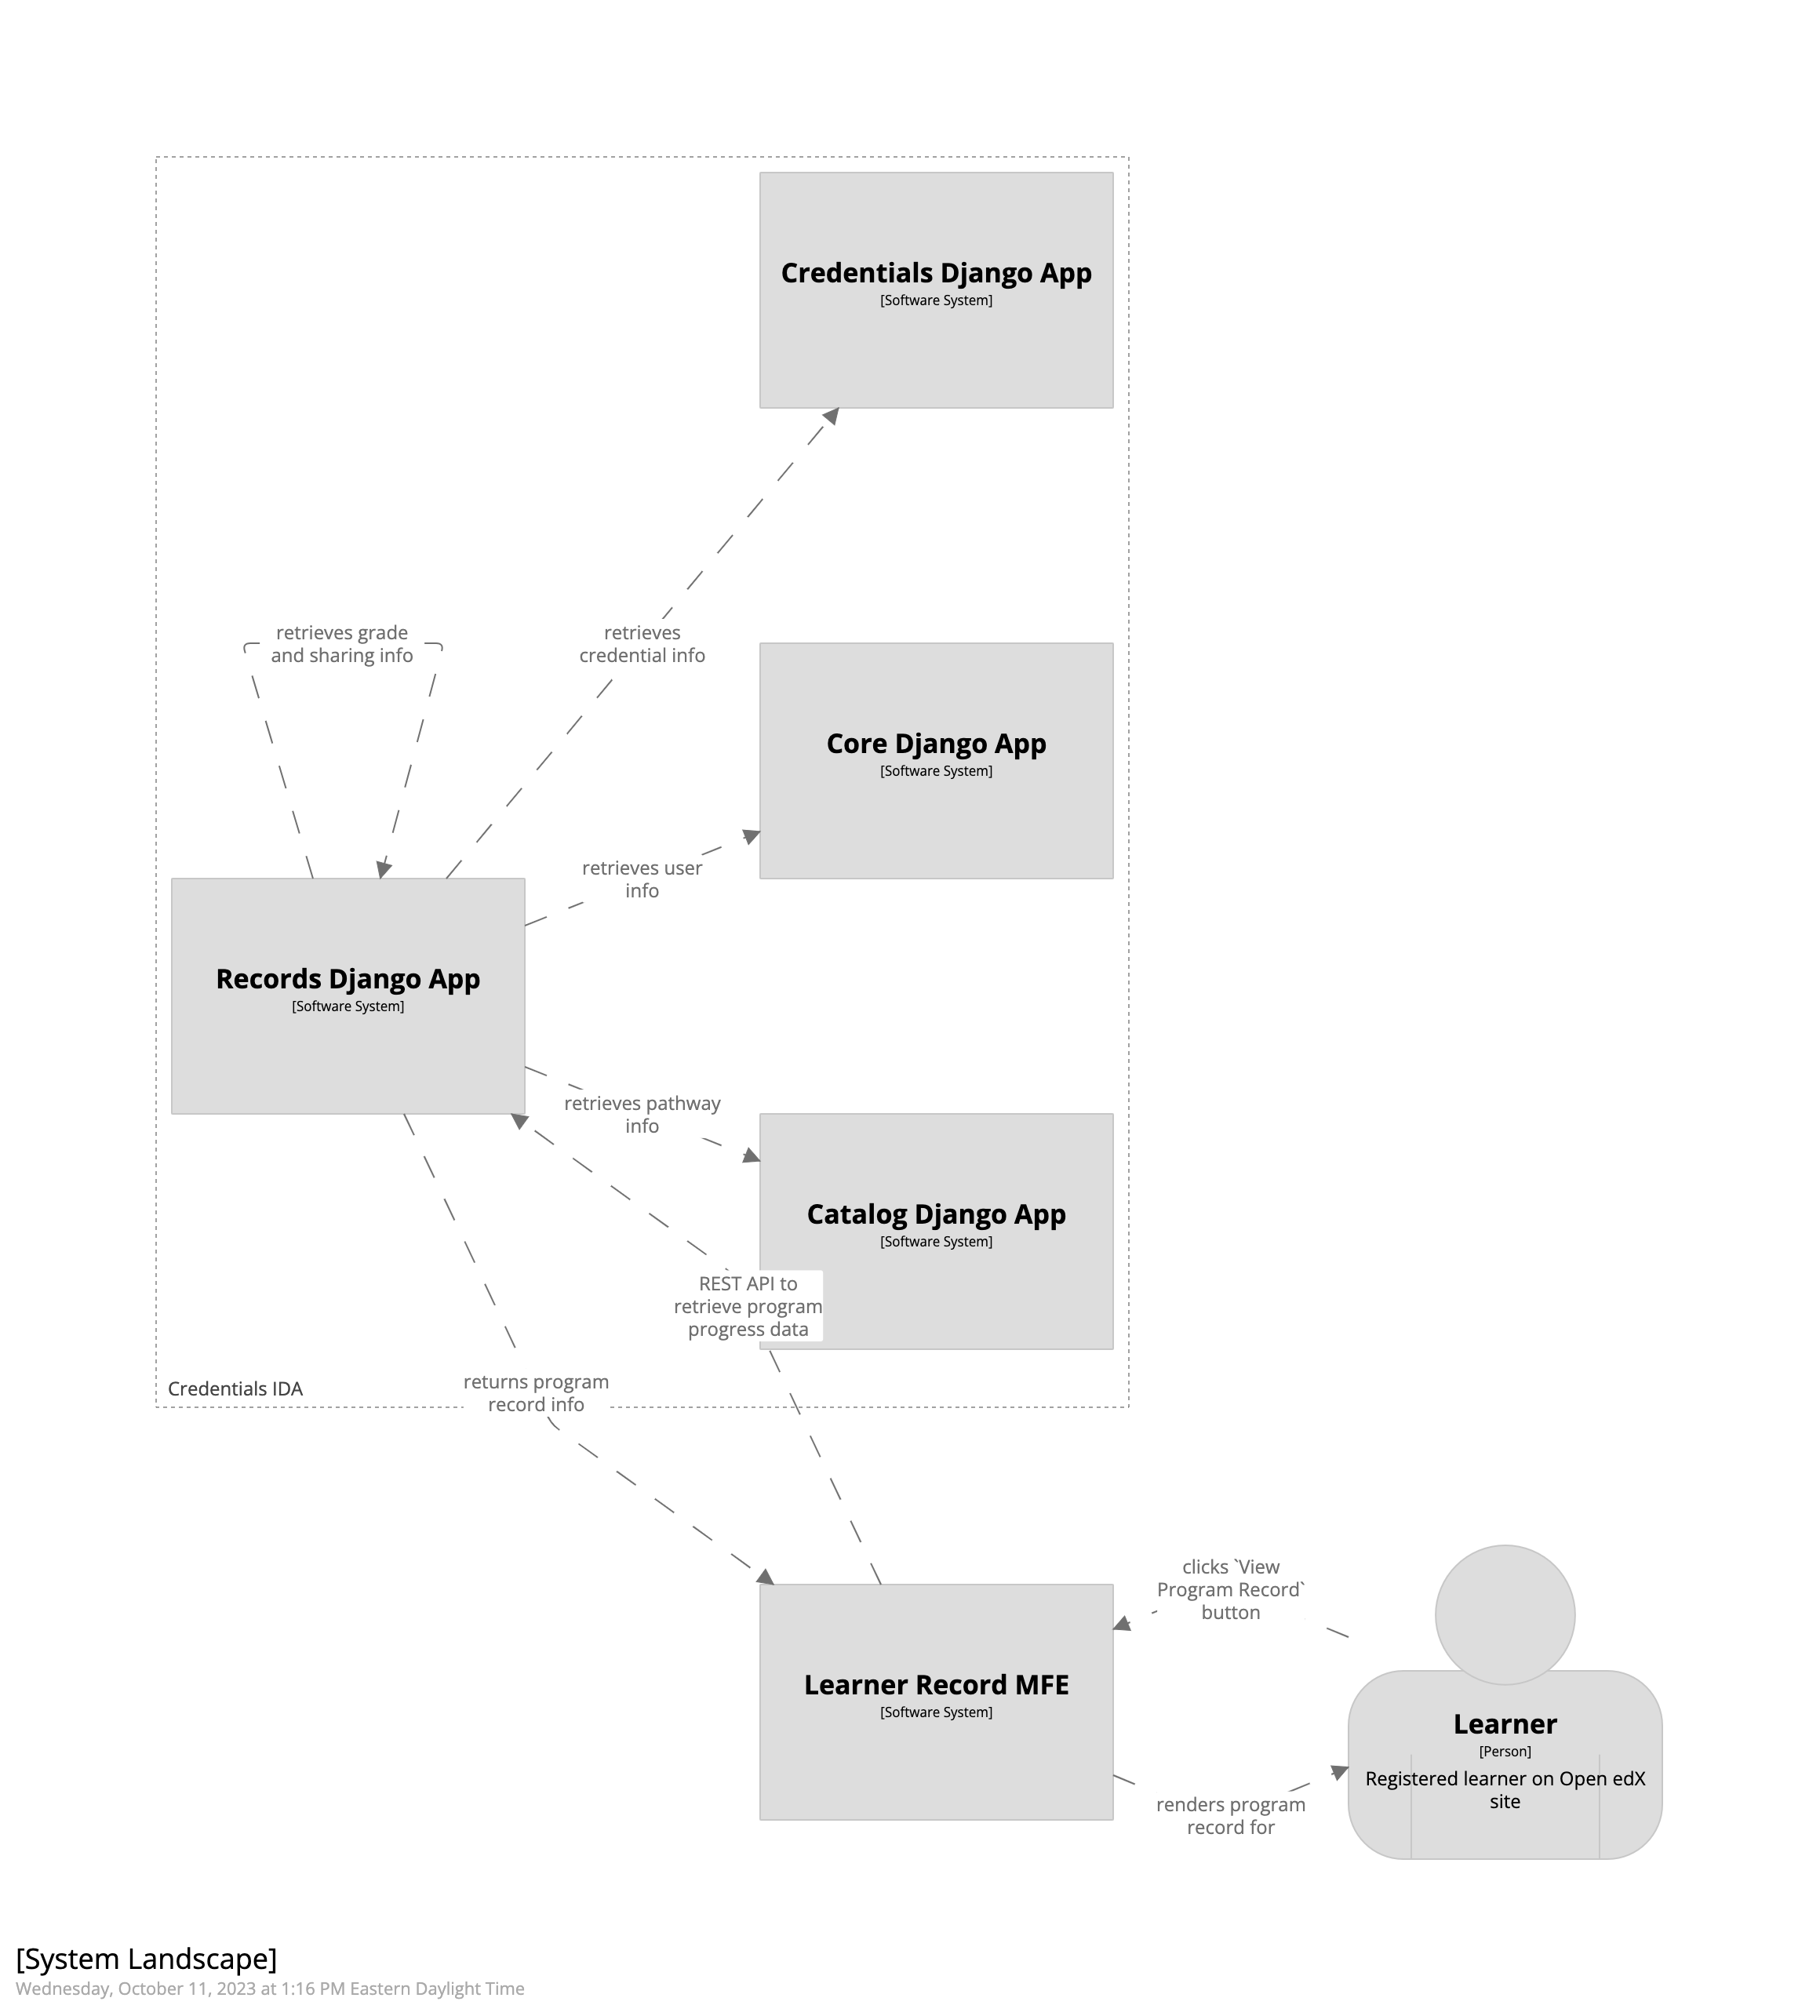 Credentials Django App
[Software System]
retrieves grade
and sharing info
retrieves
credential info
Core Django App
[Software System]
retrieves user
info
Records Django App
[Software System]
retrieves pathway
info
Catalog Django App
[Software System]
REST API to
retrieve program
progress data
Credentials IDA
returns program
record info
clicks `View
Program Record`
button
Learner Record MFE
[Software System]
Learner
[Person]
Registered learner on Open edX
site
renders program
record for
[System Landscape]
Wednesday, October 11, 2023 at 1:16 PM Eastern Daylight Time